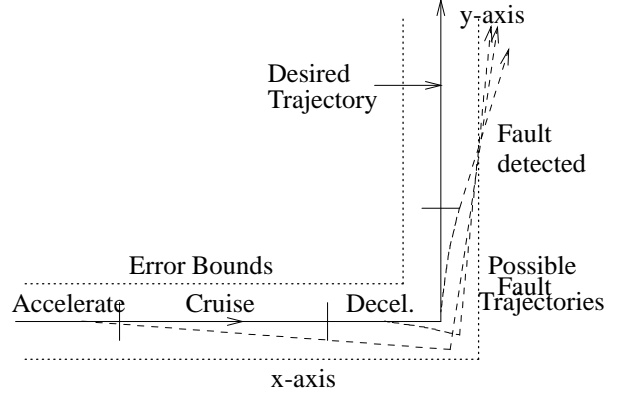 y-axis
Desired
Trajectory
Fault
detected
Error Bounds
Possible
Fault
Trajectories
Accelerate
Cruise
Decel.
x-axis